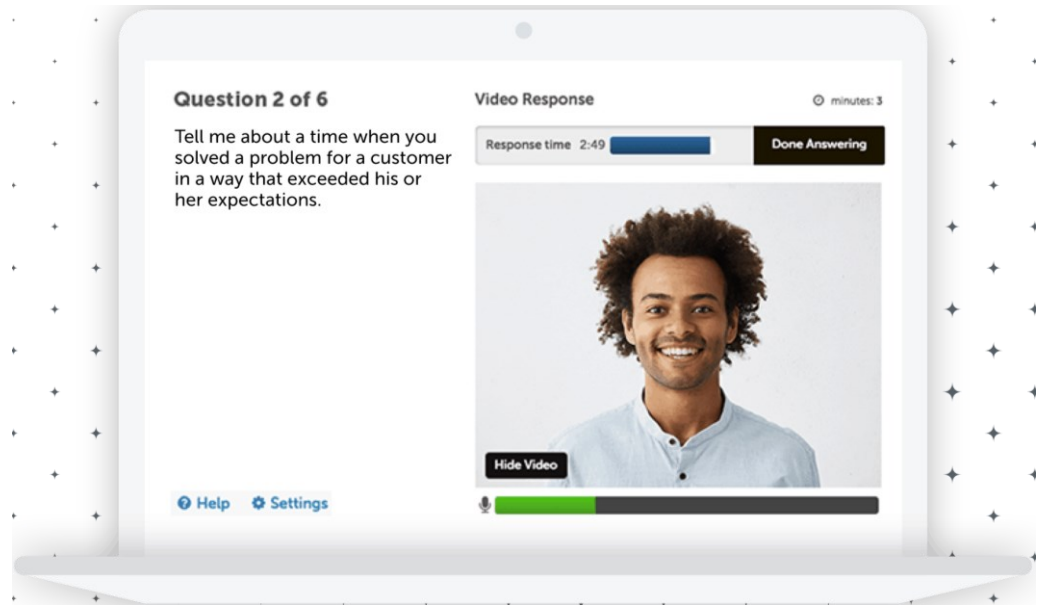 Question 2 of 6
Tell me about a time when you
solved a problem for a customer
in a way that exceeded his or
her expectations.
Help Settings
Video Response minutes: 3
Response time 2:49 Done Answering
Hide Video